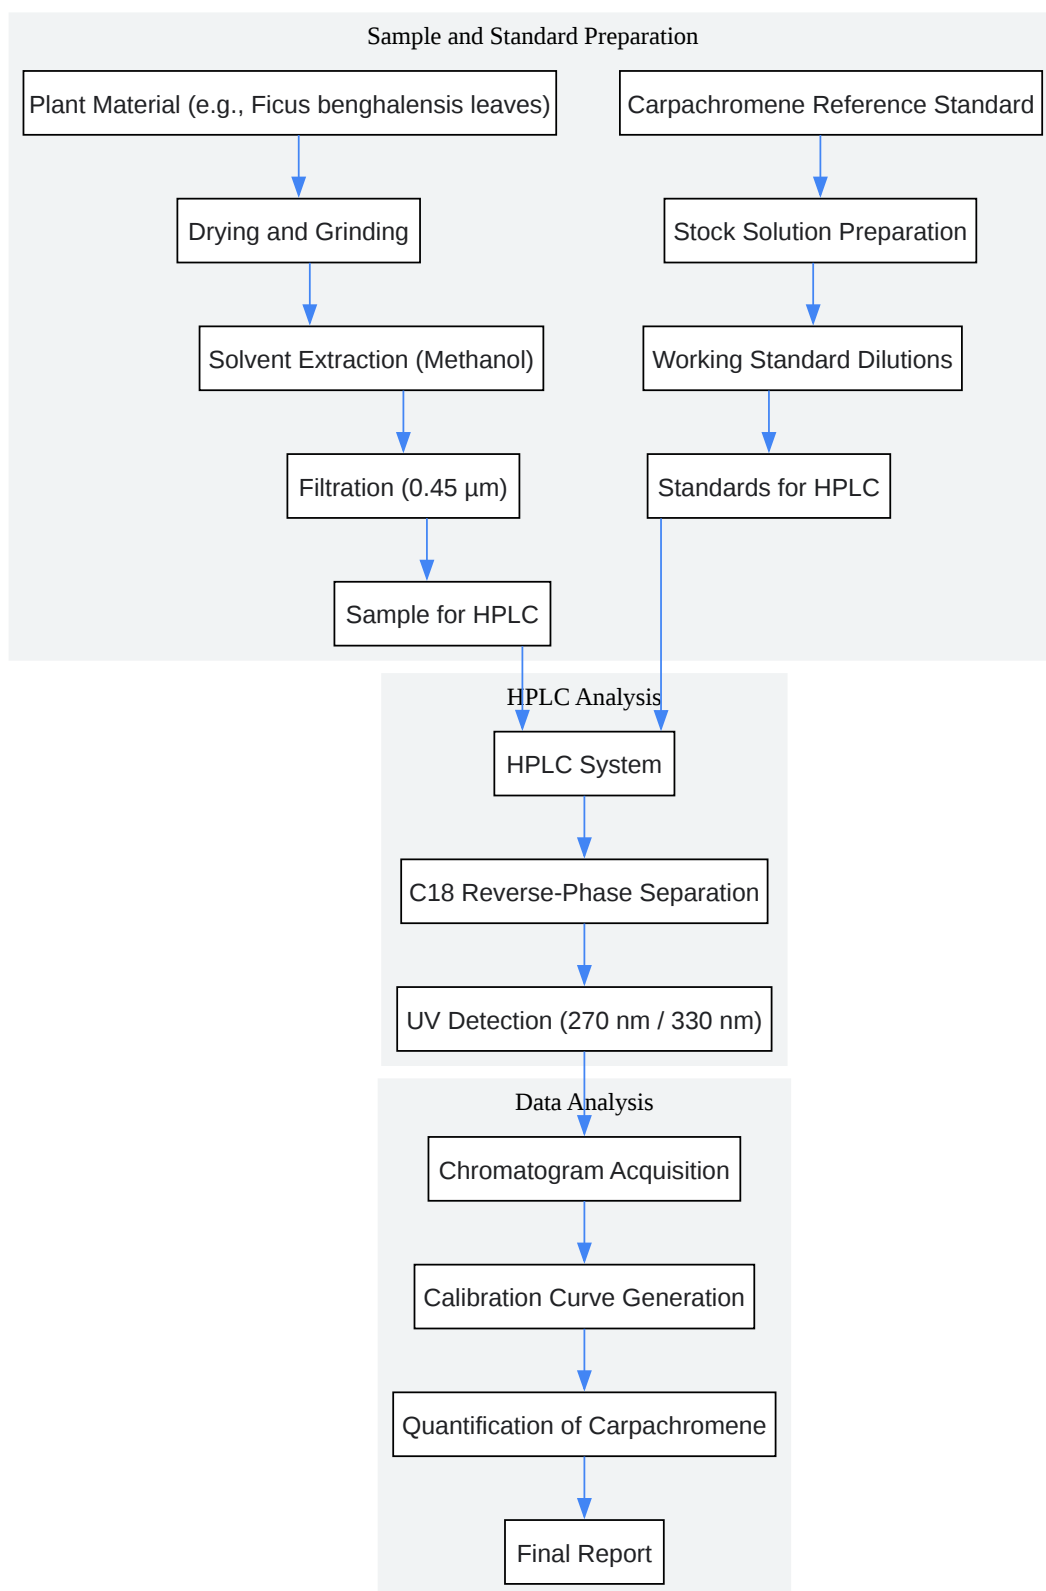 Sample and Standard Preparation
Plant Material (e.g., Ficus benghalensis leaves)
Carpachromene Reference Standard
Drying and Grinding
Stock Solution Preparation
Solvent Extraction (Methanol)
Working Standard Dilutions
Filtration (0.45 µm)
Standards for HPLC
Sample for HPLC
HPLC Analysis
HPLC System
C18 Reverse-Phase Separation
UV Detection (270 nm / 330 nm)
Data Analysis
Chromatogram Acquisition
Calibration Curve Generation
Quantification of Carpachromene
Final Report